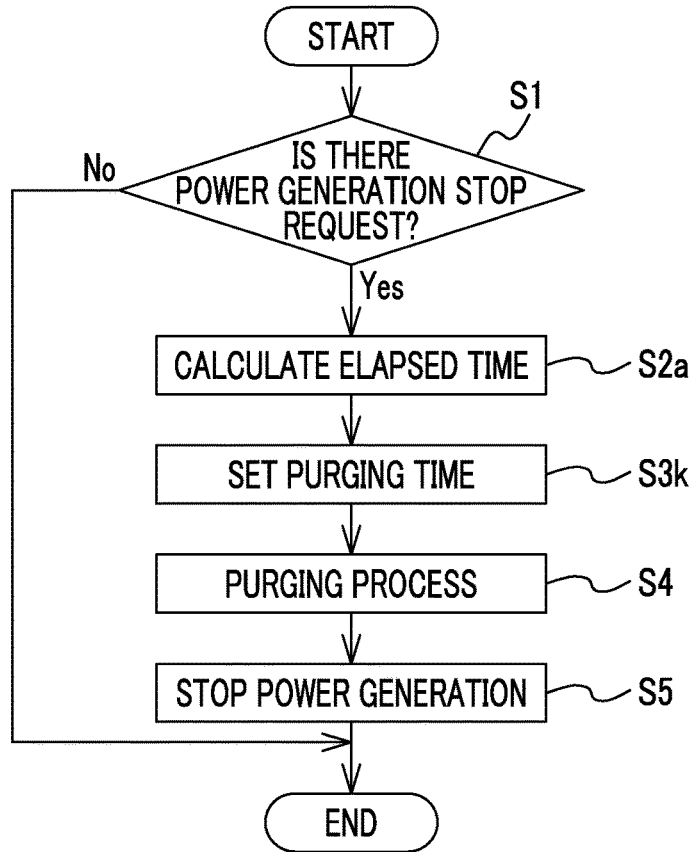 START
S1
IS THERE
POWER GENERATION STOP
REQUEST?
No
Yes
CALCULATE ELAPSED TIME
S2a
SET PURGING TIME
S3k
PURGING PROCESS
S4
STOP POWER GENERATION
S5
END